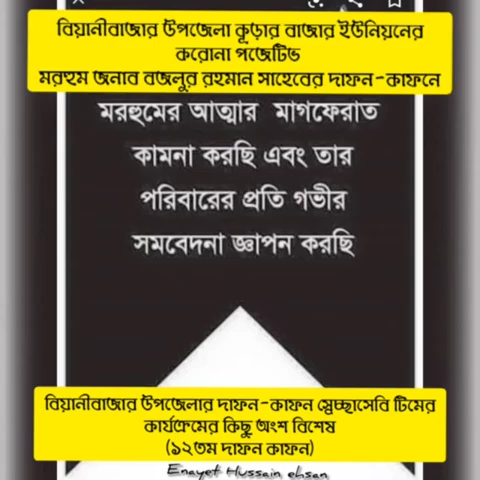 বিয়ানীবাজার উপজেলা কুড়ার বাজার ইউনিয়নের
করোনা পজেটিভ
মরহুম জনাব বজলুর রহমান সাহেবের দাফন-কাফনে
মরহুমের আত্মার মাগফেরাত
কামনা করছি এবং তার
পরিবারের প্রতি গভীর
সমবেদনা জ্ঞাপন করছি
বিয়ানীবাজার উপজেলার দাফন-কাফন স্বেচ্ছাসেবি টিমের
কার্যক্রমের কিছু অংশ বিশেষ
(১২তম দাফন কাফন)
Enayet Hussain ehsan